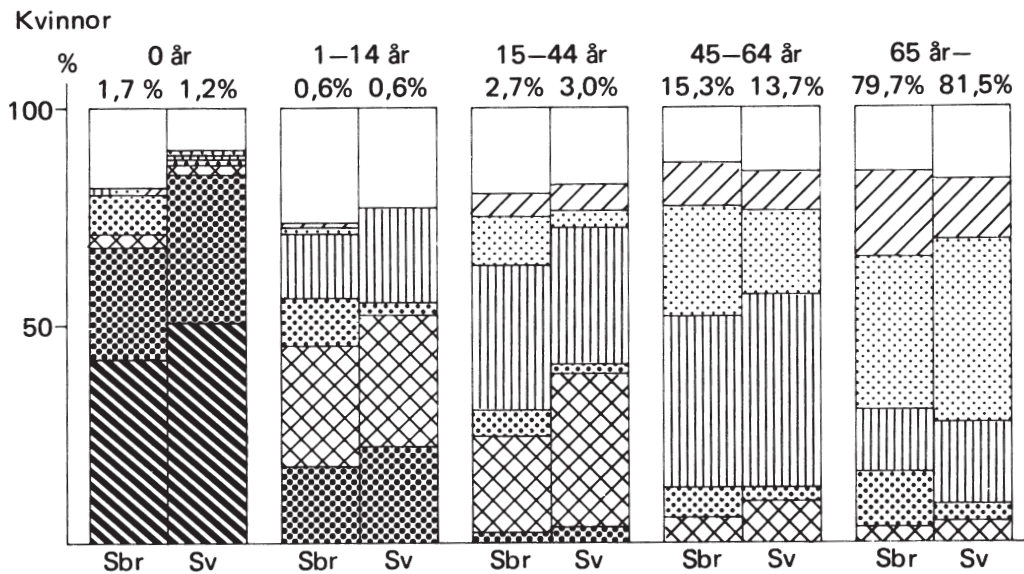 Kvinnor
% 0 år 1–14 år 15–44 år 45–64 år 65 år–
1,7 % 1,2% 0,6% 0,6% 2,7% 3,0% 15,3% 13,7% 79,7% 81,5%
100
50
Sbr Sv Sbr Sv Sbr Sv Sbr Sv Sbr Sv